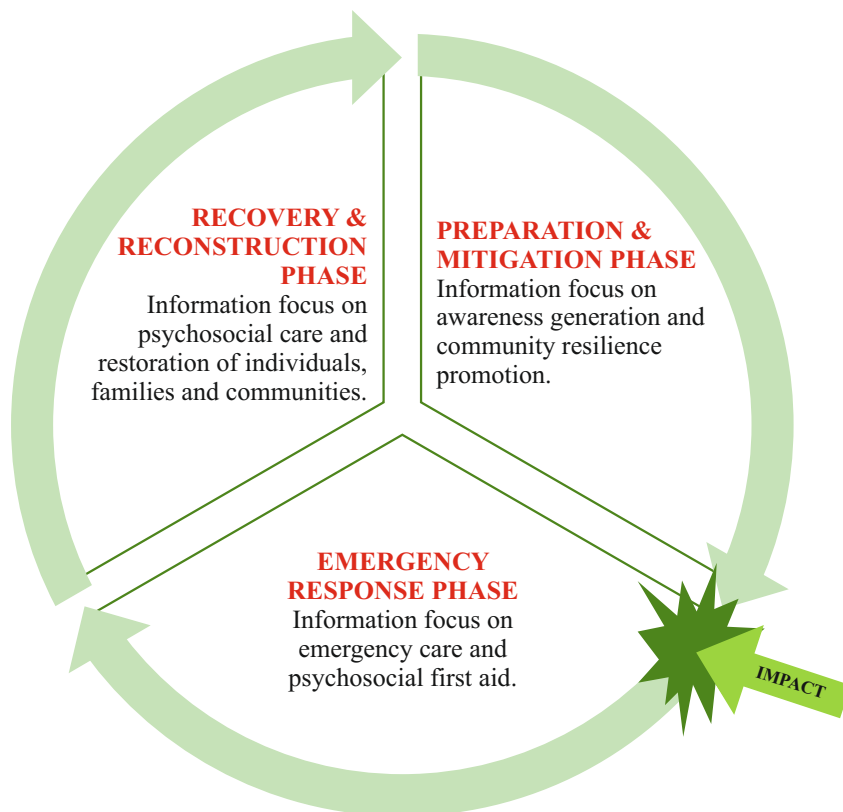 RECOVERY &
RECONSTRUCTION
PHASE
Information focus on
psychosocial care and
restoration of individuals,
families and communities.
PREPARATION &
MITIGATION PHASE
Information focus on
awareness generation and
community resilience
promotion.
EMERGENCY
RESPONSE PHASE
Information focus on
emergency care and
psychosocial first aid.
IMPACT